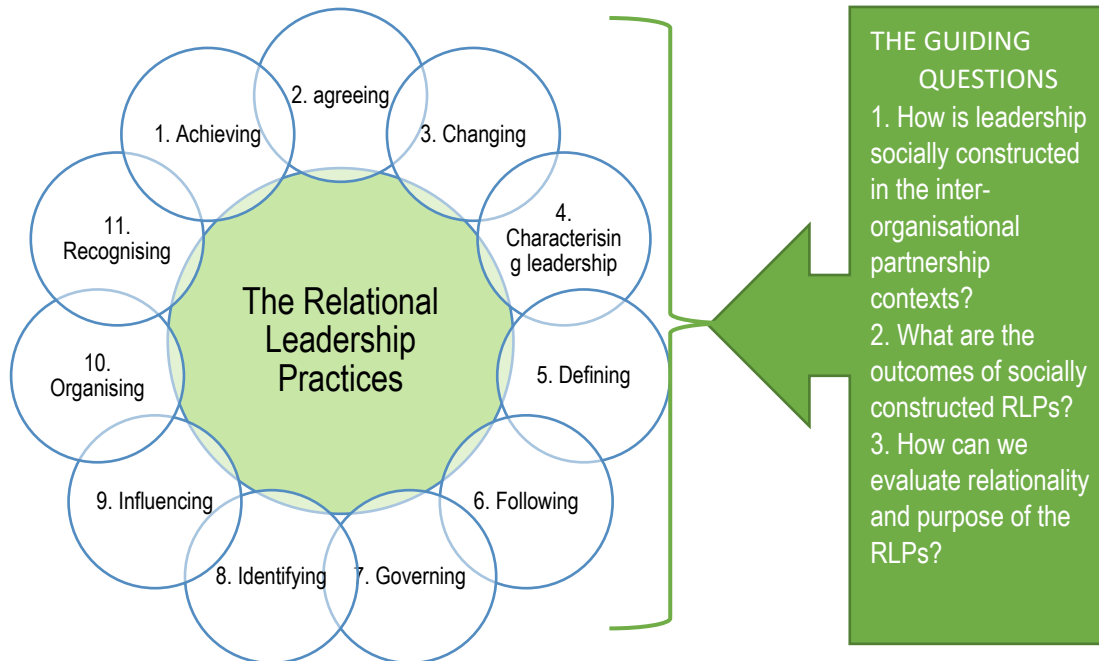 2. agreeing
1. Achieving
3. Changing
11.
Recognising
4.
Characterisin
g leadership
The Relational
Leadership
Practices
10.
Organising
5. Defining
9. Influencing
6. Following
8. Identifying
7. Governing
THE GUIDING
QUESTIONS
1. How is leadership
socially constructed
in the inter-
organisational
partnership
contexts?
2. What are the
outcomes of socially
constructed RLPs?
3. How can we
evaluate relationality
and purpose of the
RLPs?